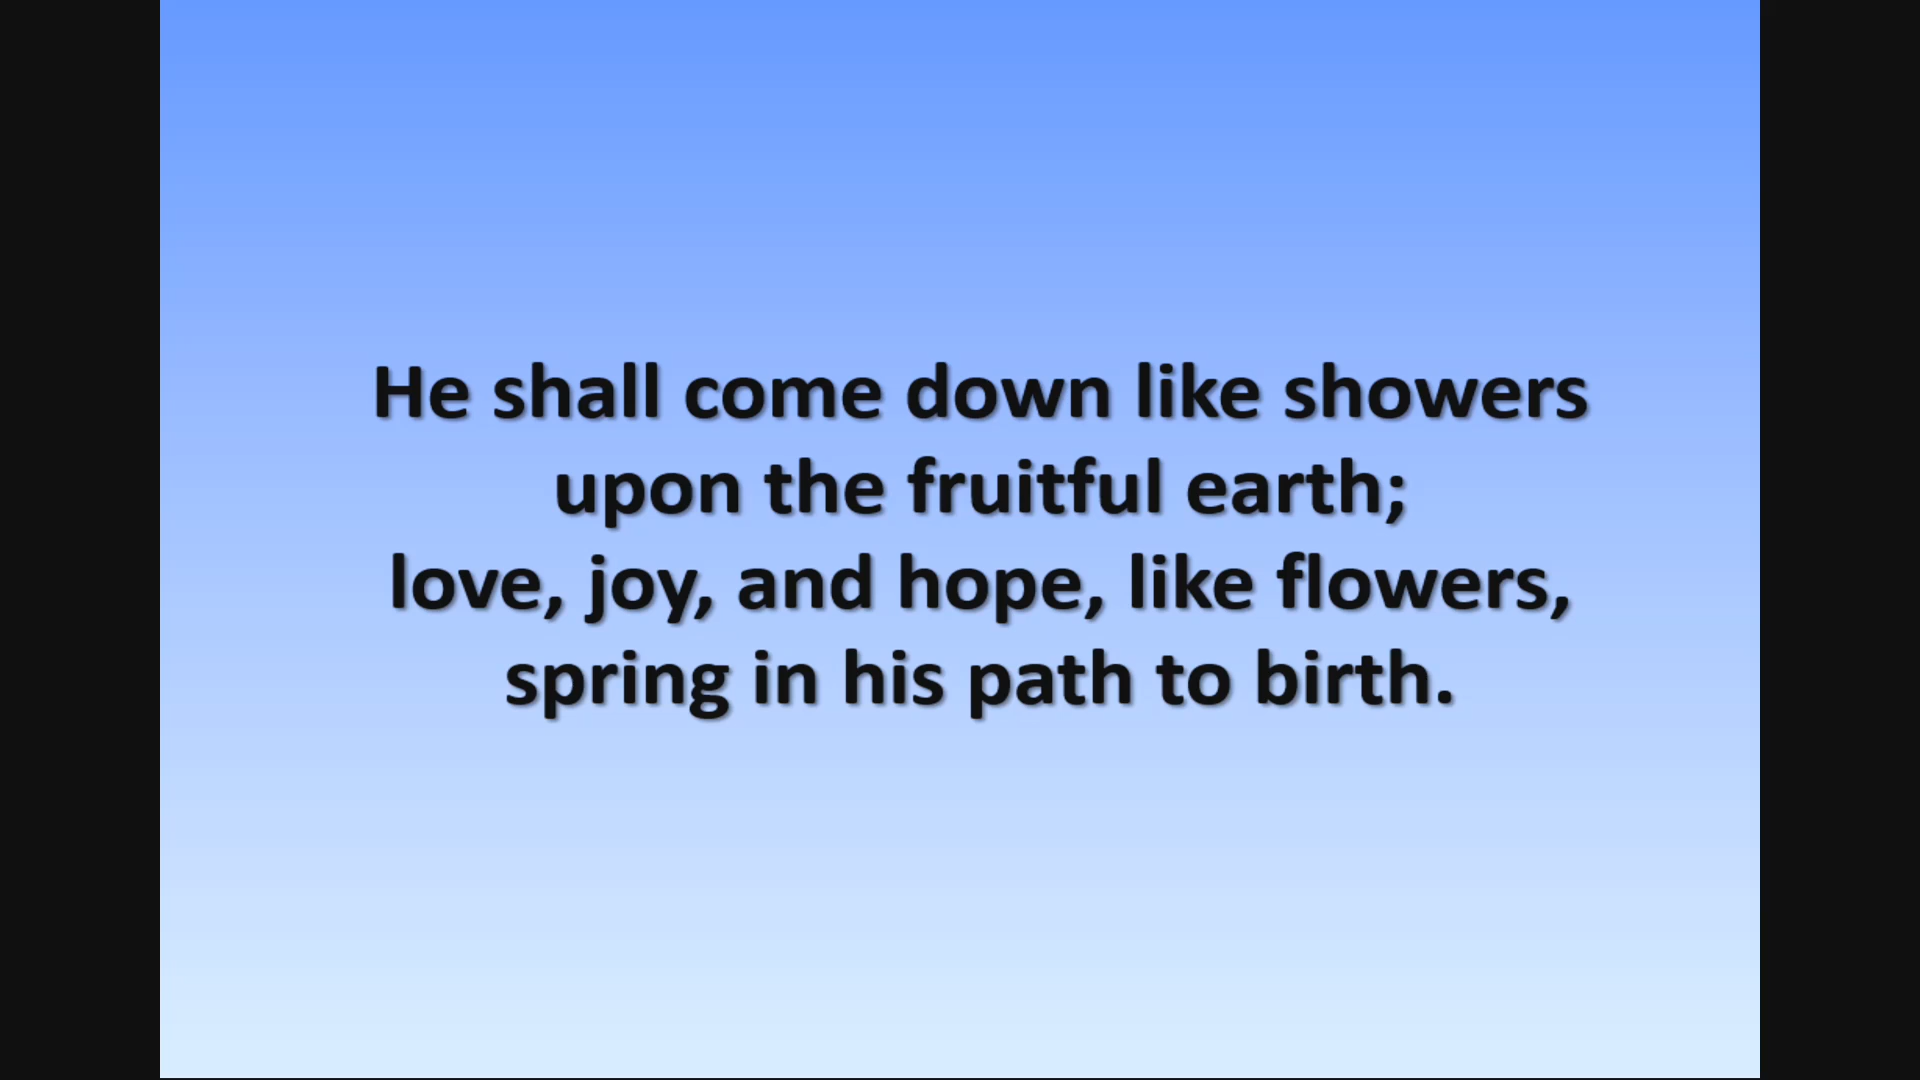 He shall come down like showers
upon the fruitful earth;
love, joy, and hope, like flowers,
spring in his path to birth.